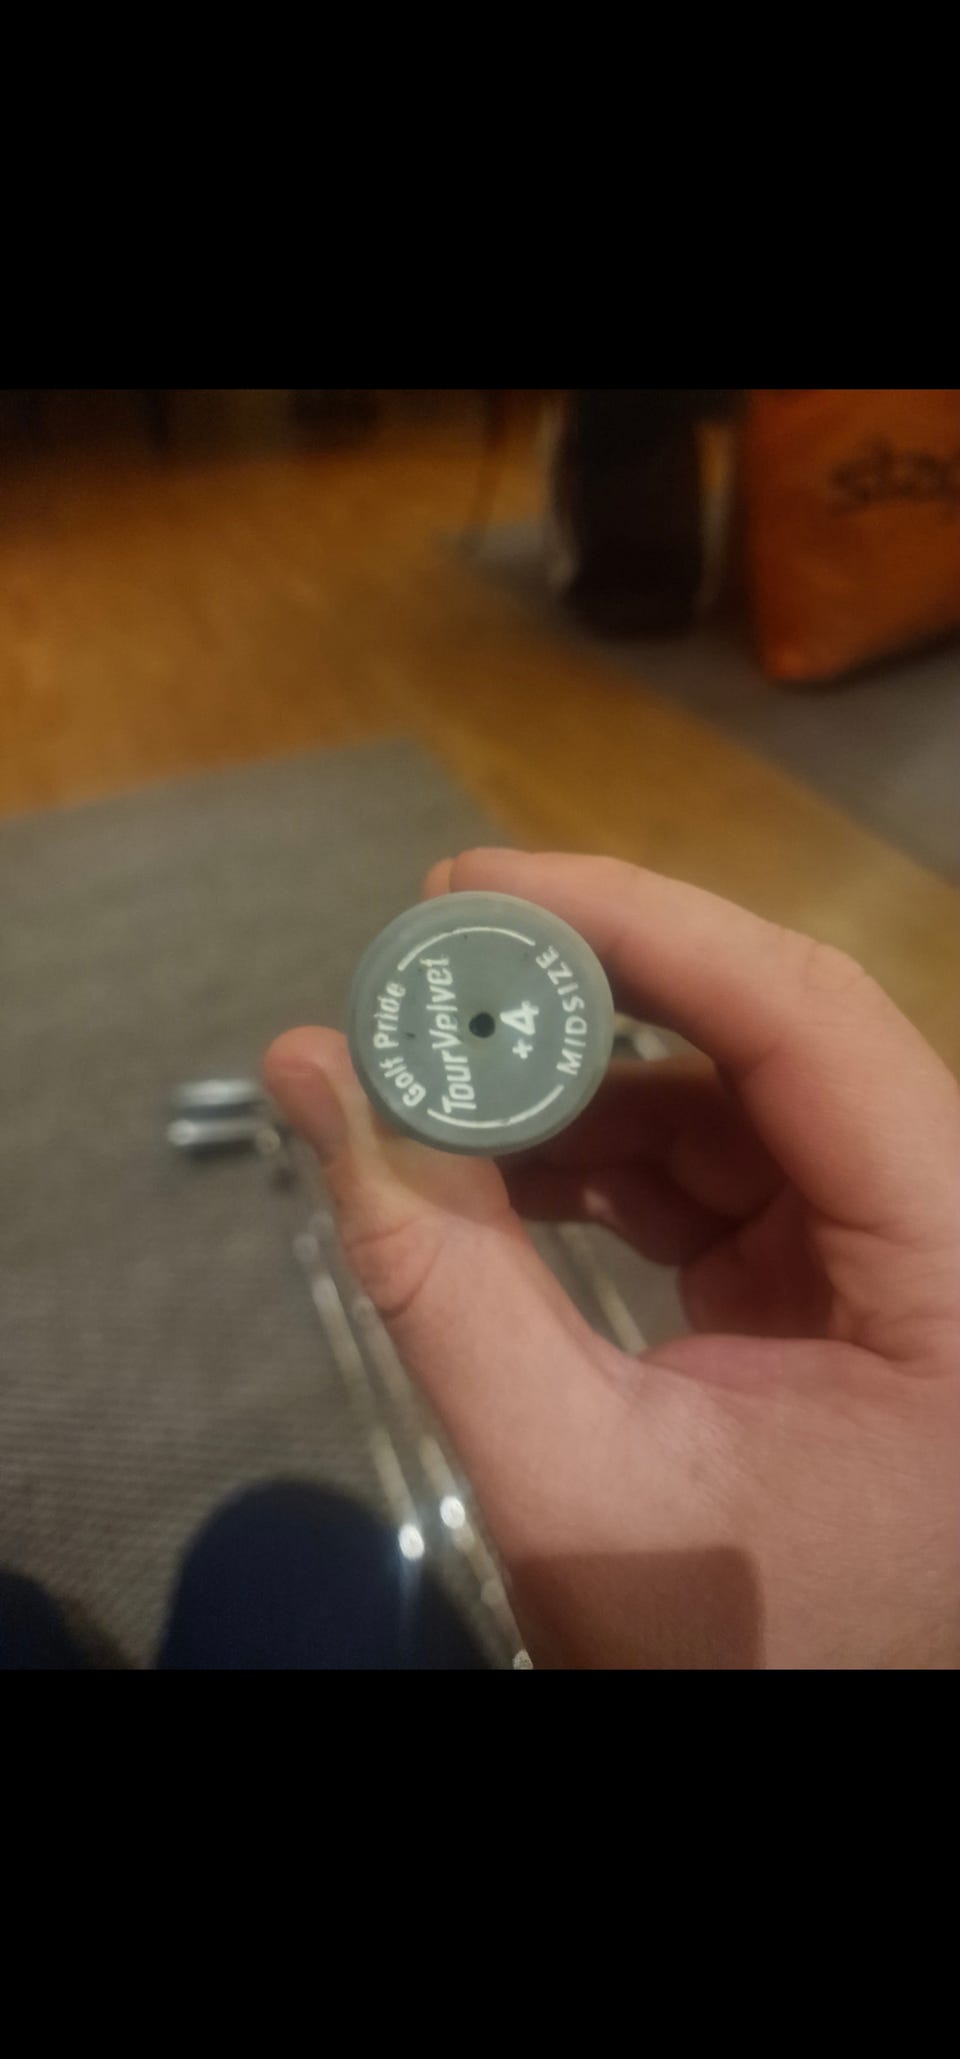 Golf Pride
TourVelvet
+4
MIDSIZE